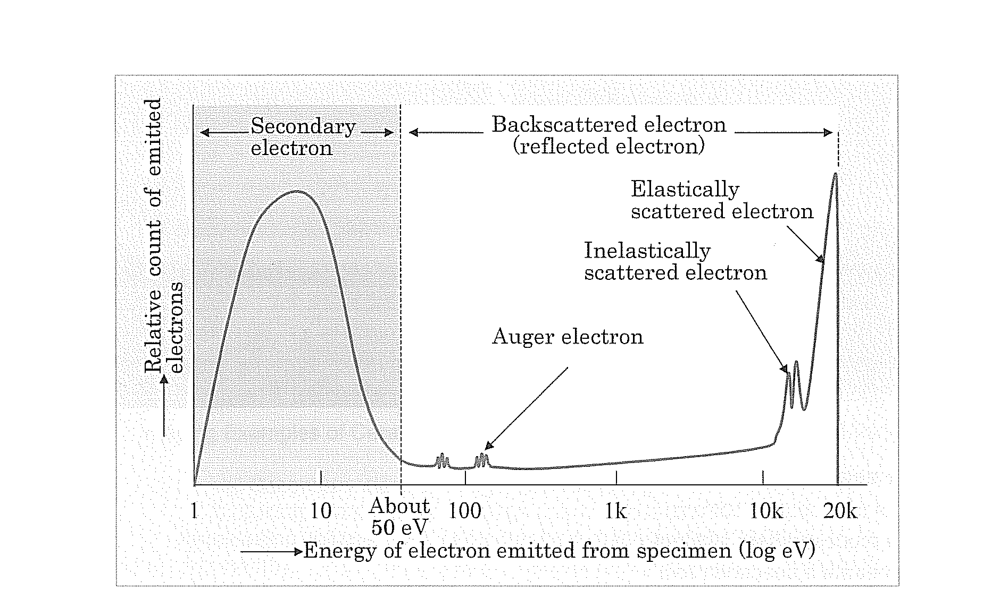 Relative count of emitted
electrons
Secondary
electron
Backscattered electron
(reflected electron)
Elastically
scattered electron
Inelastically
scattered electron
Auger electron
1
10
About
50 eV
100
1k
10k
20k
Energy of electron emitted from specimen (log eV)